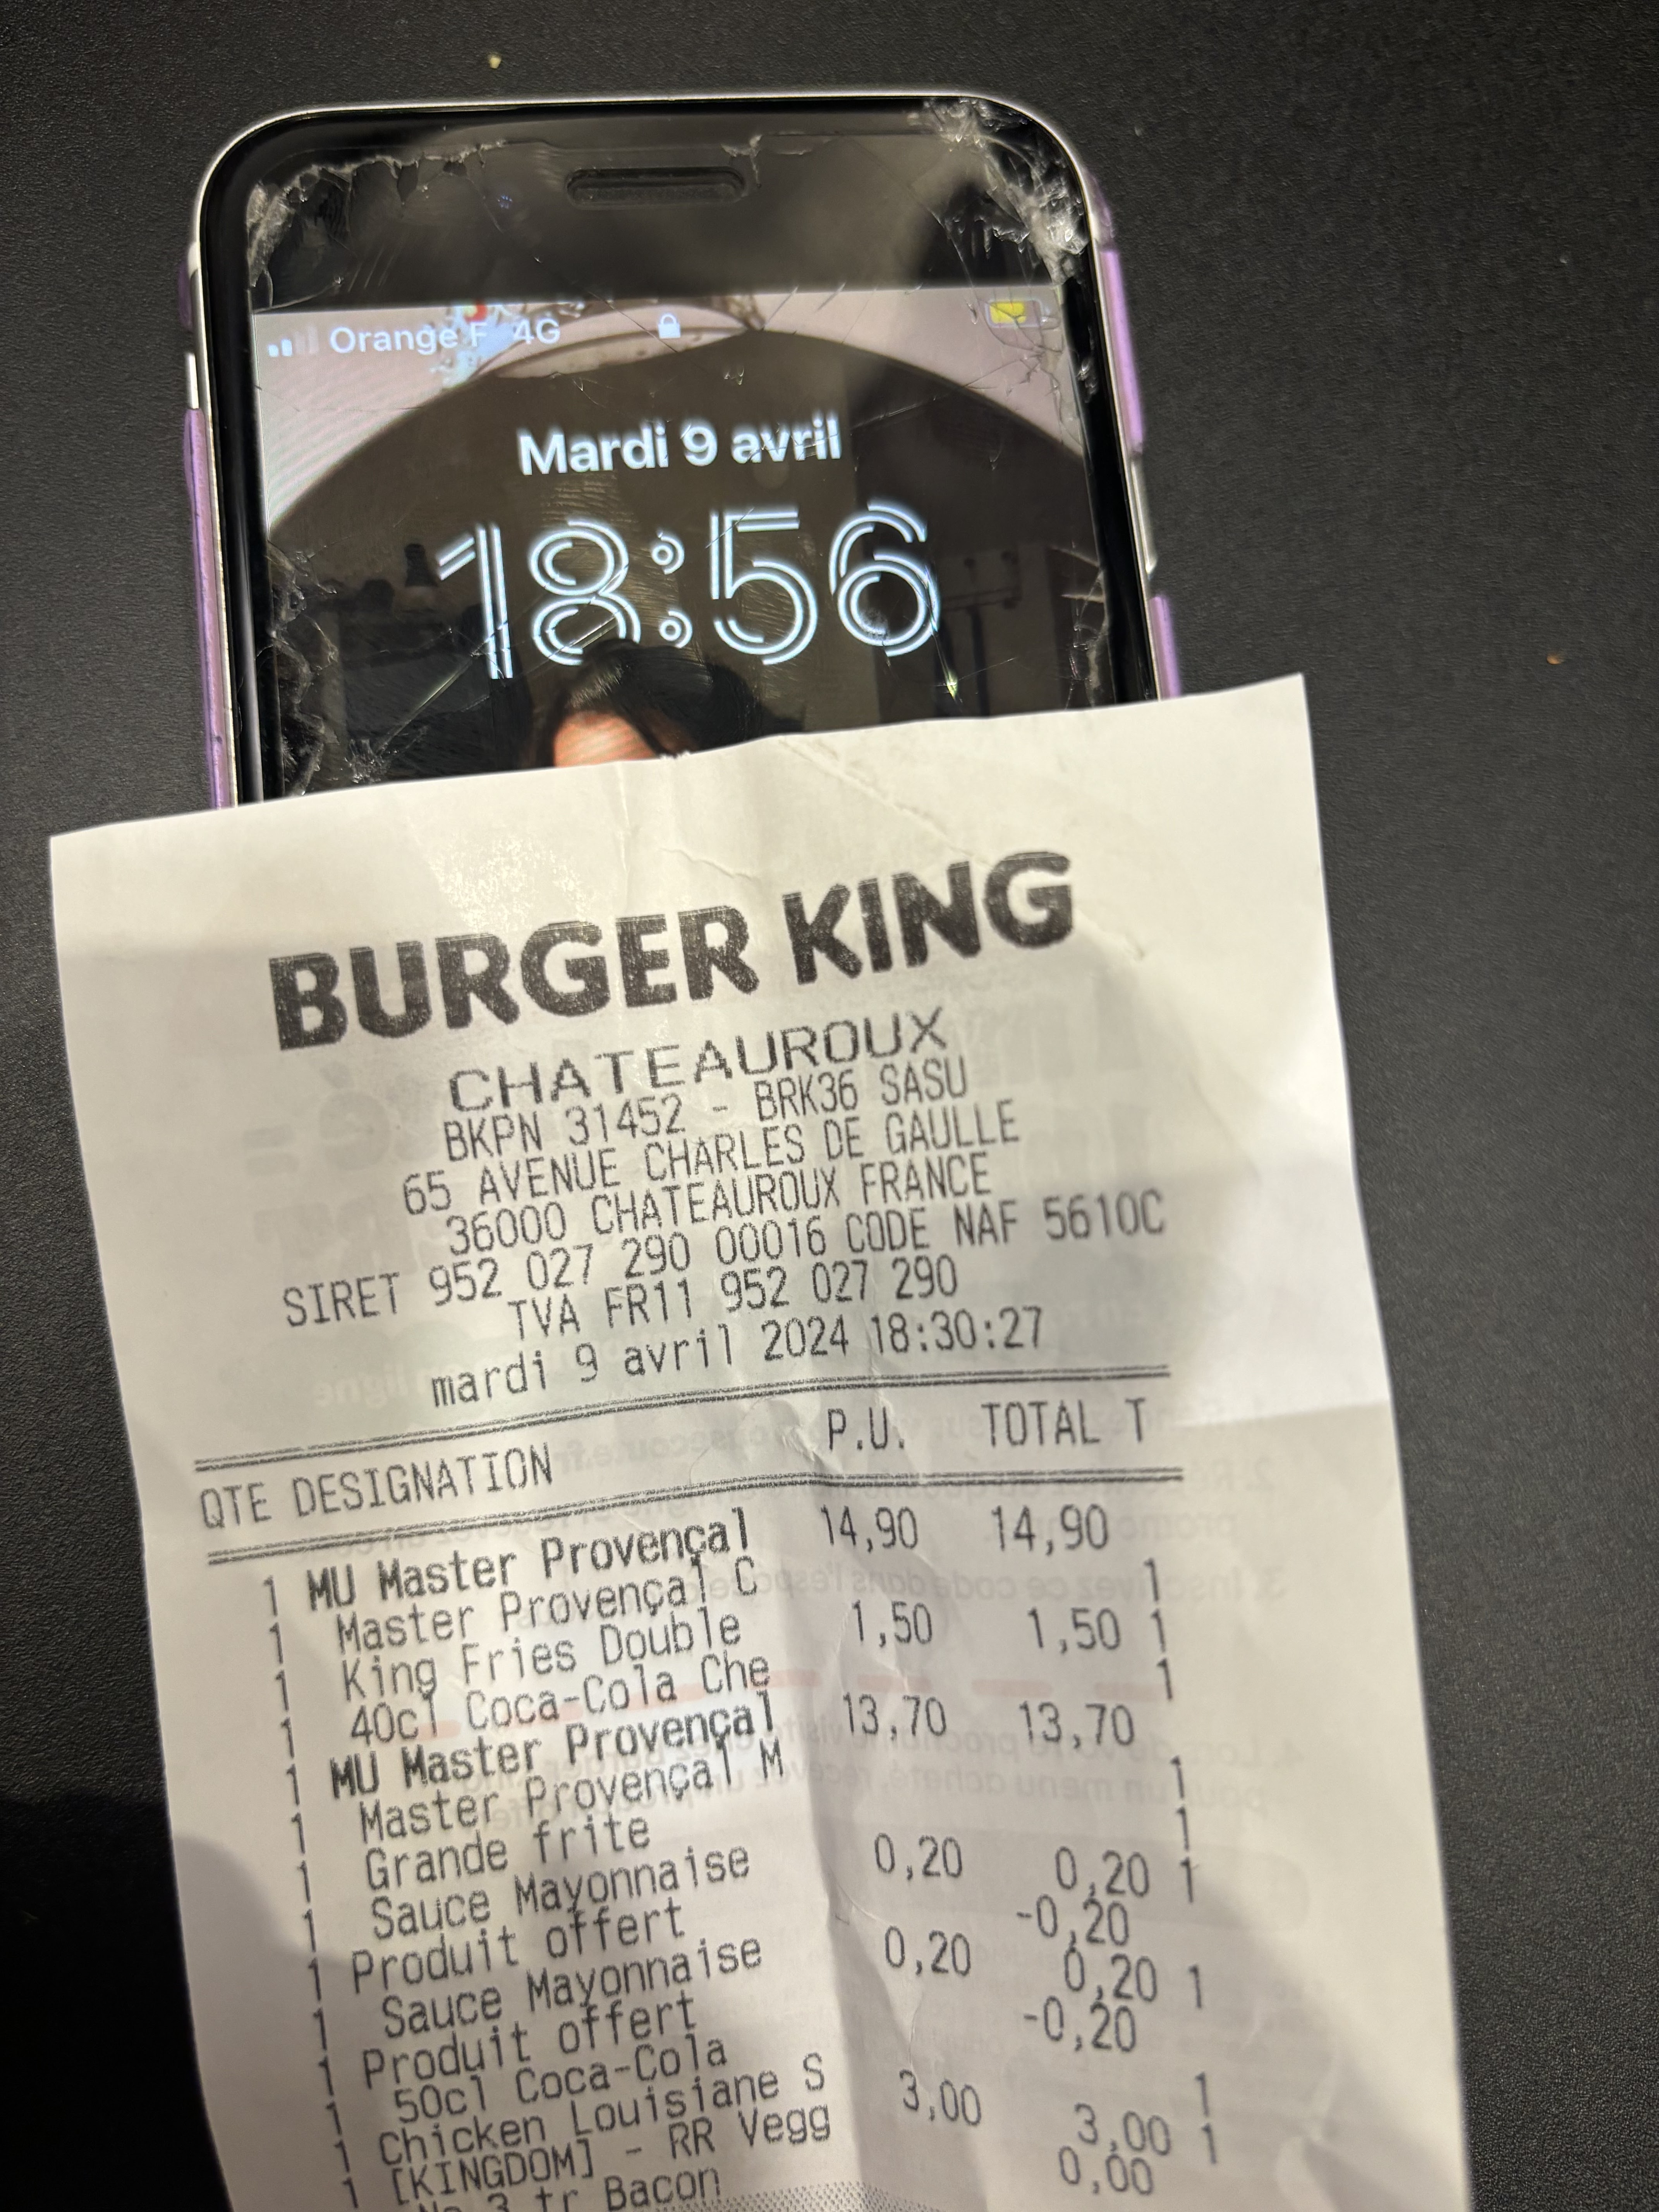 Orange F 4G
Mardi 9 avril
18:56
BURGER KING
CHATEAUROUX
BKPN 31452 - BRK36 SASU
65 AVENUE CHARLES DE GAULLE
36000 CHATEAUROUX FRANCE
SIRET 952 027 290 00016 CODE NAF 5610C
TVA FR11 952 027 290
mardi 9 avril 2024 18:30:27
QTE DESIGNATION P.U. TOTAL T
1 MU Master Provençal 14,90 14,90
1 Master Provençal C 1
1 King Fries Double 1,50 1,50 1
1 40cl Coca-Cola Che 1
1 MU Master Provençal 13,70 13,70
1 Master Provençal M 1
1 Grande frite 1
1 Sauce Mayonnaise 0,20 0,20 1
1 Produit offert -0,20
1 Sauce Mayonnaise 0,20 0,20 1
1 Produit offert -0,20
1 50cl Coca-Cola 1
1 Chicken Louisiane S 3,00 3,00 1
1 [KINGDOM] - RR Vegg 0,00
No 3 tr Bacon